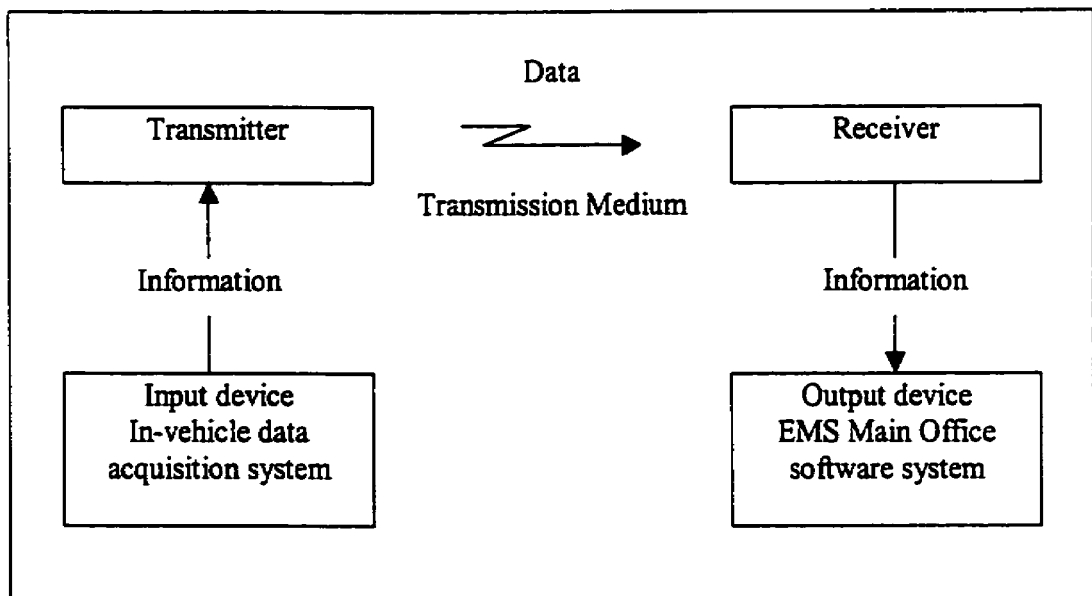 Data
Transmitter
Receiver
Transmission Medium
Information
Information
Input device
In-vehicle data
acquisition system
Output device
EMS Main Office
software system